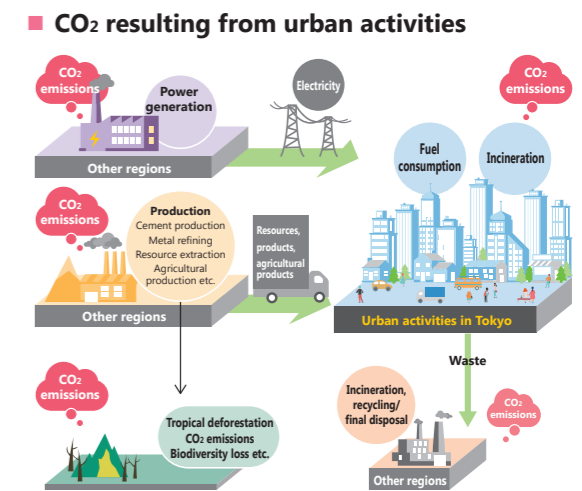 CO2 resulting from urban activities
CO2
emissions
Power
generation
Other regions
Electricity
CO2
emissions
Fuel
consumption
Incineration
CO2
emissions
Production
Cement production
Metal refining
Resource extraction
Agricultural
production etc.
Other regions
Resources,
products,
agricultural
products
Urban activities in Tokyo
Waste
CO2
emissions
Tropical deforestation
CO2 emissions
Biodiversity loss etc.
Incineration,
recycling/
final disposal
CO2
emissions
Other regions